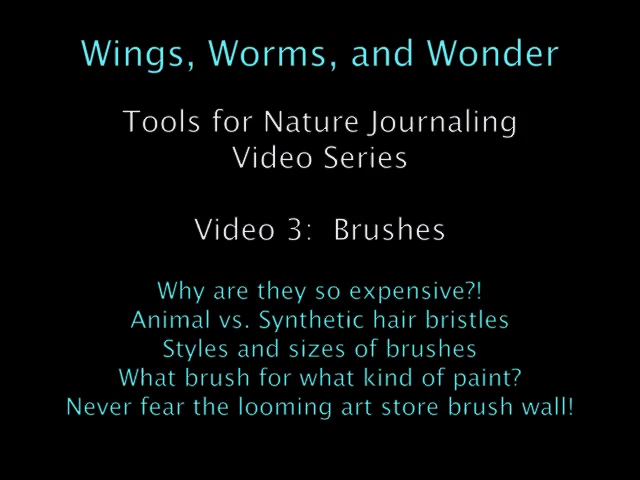 Wings, Worms, and Wonder
Tools for Nature Journaling
Video Series
Video 3:  Brushes
Why are they so expensive?!
Animal vs. Synthetic hair bristles
Styles and sizes of brushes
What brush for what kind of paint?
Never fear the looming art store brush wall!